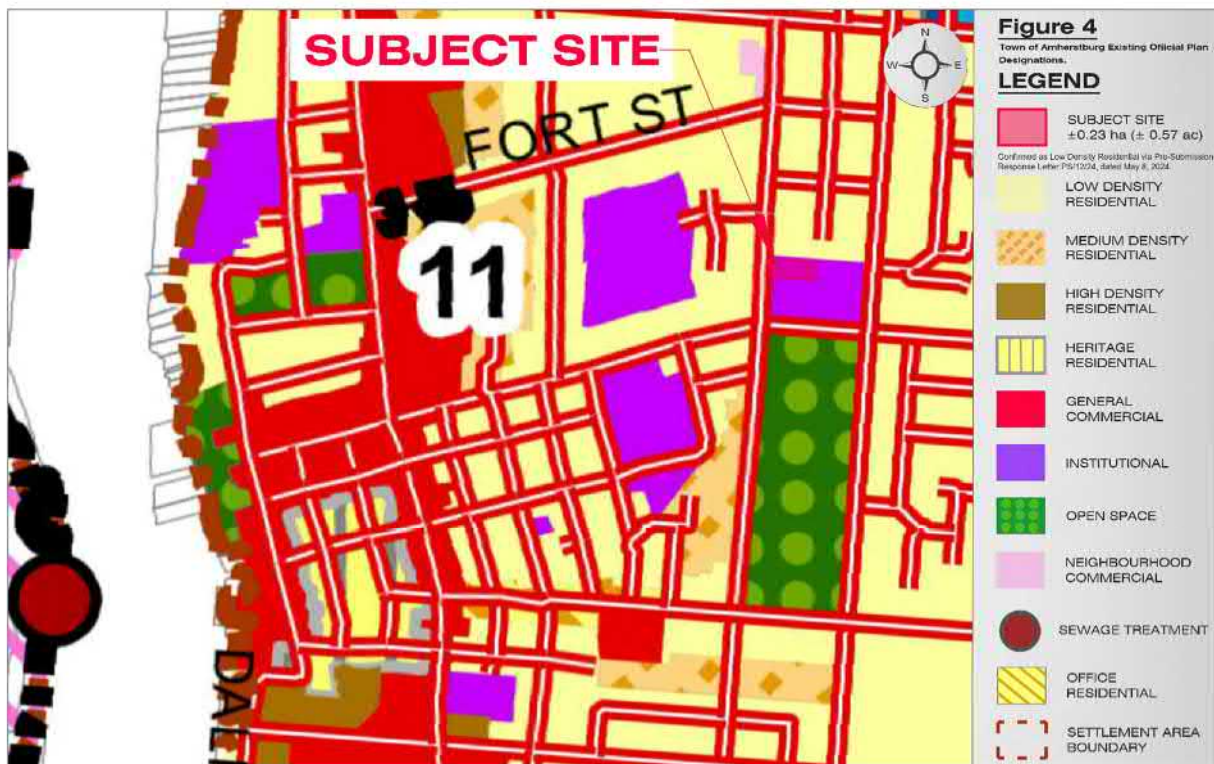 SUBJECT SITE
FORT ST
11
DAL
N
W
E
S
Figure 4
Town of Amherstburg Existing Official Plan
Designations.
LEGEND
SUBJECT SITE
±0.23 ha (± 0.57 ac)
Confirmed as Low Density Residential via Pre-Submission
Response Letter PS/12/24, dated May 8, 2024.
LOW DENSITY
RESIDENTIAL
MEDIUM DENSITY
RESIDENTIAL
HIGH DENSITY
RESIDENTIAL
HERITAGE
RESIDENTIAL
GENERAL
COMMERCIAL
INSTITUTIONAL
OPEN SPACE
NEIGHBOURHOOD
COMMERCIAL
SEWAGE TREATMENT
OFFICE
RESIDENTIAL
SETTLEMENT AREA
BOUNDARY